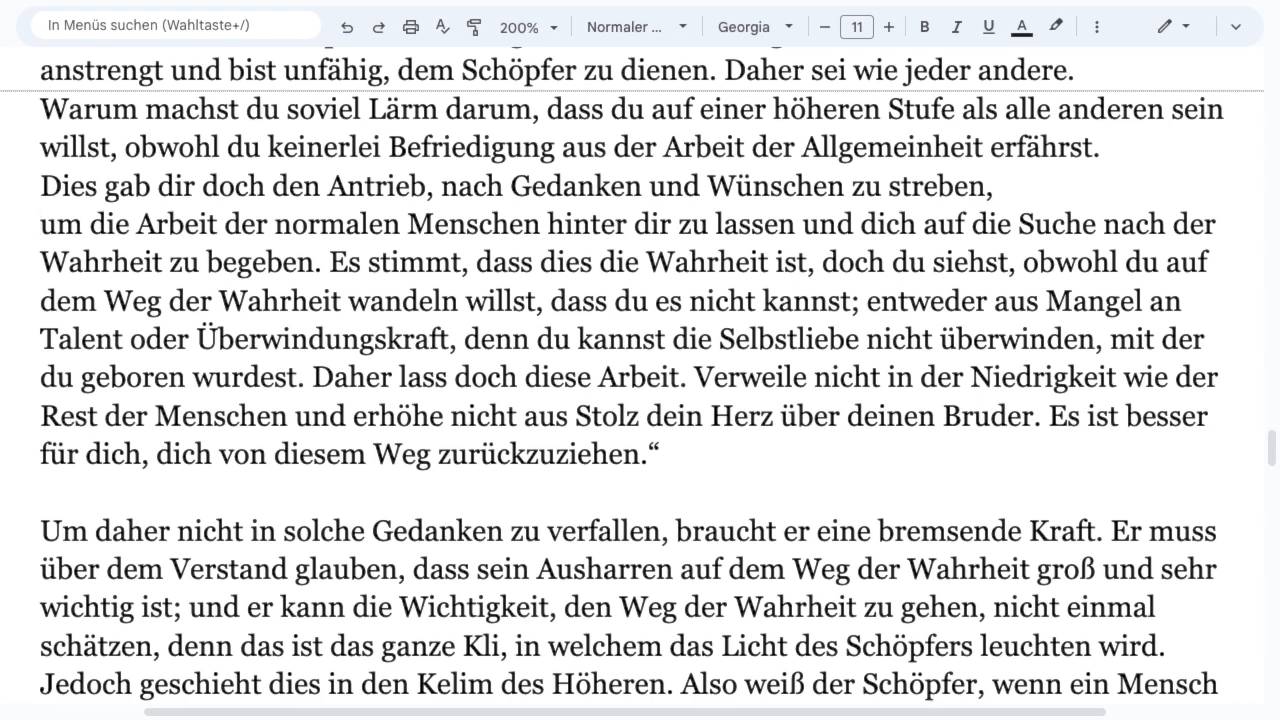 In Menüs suchen (Wahltaste+/)
200%
Normaler ...
Georgia
11
B
I
U
A
anstrengt und bist unfähig, dem Schöpfer zu dienen. Daher sei wie jeder andere.
Warum machst du soviel Lärm darum, dass du auf einer höheren Stufe als alle anderen sein
willst, obwohl du keinerlei Befriedigung aus der Arbeit der Allgemeinheit erfährst.
Dies gab dir doch den Antrieb, nach Gedanken und Wünschen zu streben,
um die Arbeit der normalen Menschen hinter dir zu lassen und dich auf die Suche nach der
Wahrheit zu begeben. Es stimmt, dass dies die Wahrheit ist, doch du siehst, obwohl du auf
dem Weg der Wahrheit wandeln willst, dass du es nicht kannst; entweder aus Mangel an
Talent oder Überwindungskraft, denn du kannst die Selbstliebe nicht überwinden, mit der
du geboren wurdest. Daher lass doch diese Arbeit. Verweile nicht in der Niedrigkeit wie der
Rest der Menschen und erhöhe nicht aus Stolz dein Herz über deinen Bruder. Es ist besser
für dich, dich von diesem Weg zurückzuziehen.“
Um daher nicht in solche Gedanken zu verfallen, braucht er eine bremsende Kraft. Er muss
über dem Verstand glauben, dass sein Ausharren auf dem Weg der Wahrheit groß und sehr
wichtig ist; und er kann die Wichtigkeit, den Weg der Wahrheit zu gehen, nicht einmal
schätzen, denn das ist das ganze Kli, in welchem das Licht des Schöpfers leuchten wird.
Jedoch geschieht dies in den Kelim des Höheren. Also weiß der Schöpfer, wenn ein Mensch